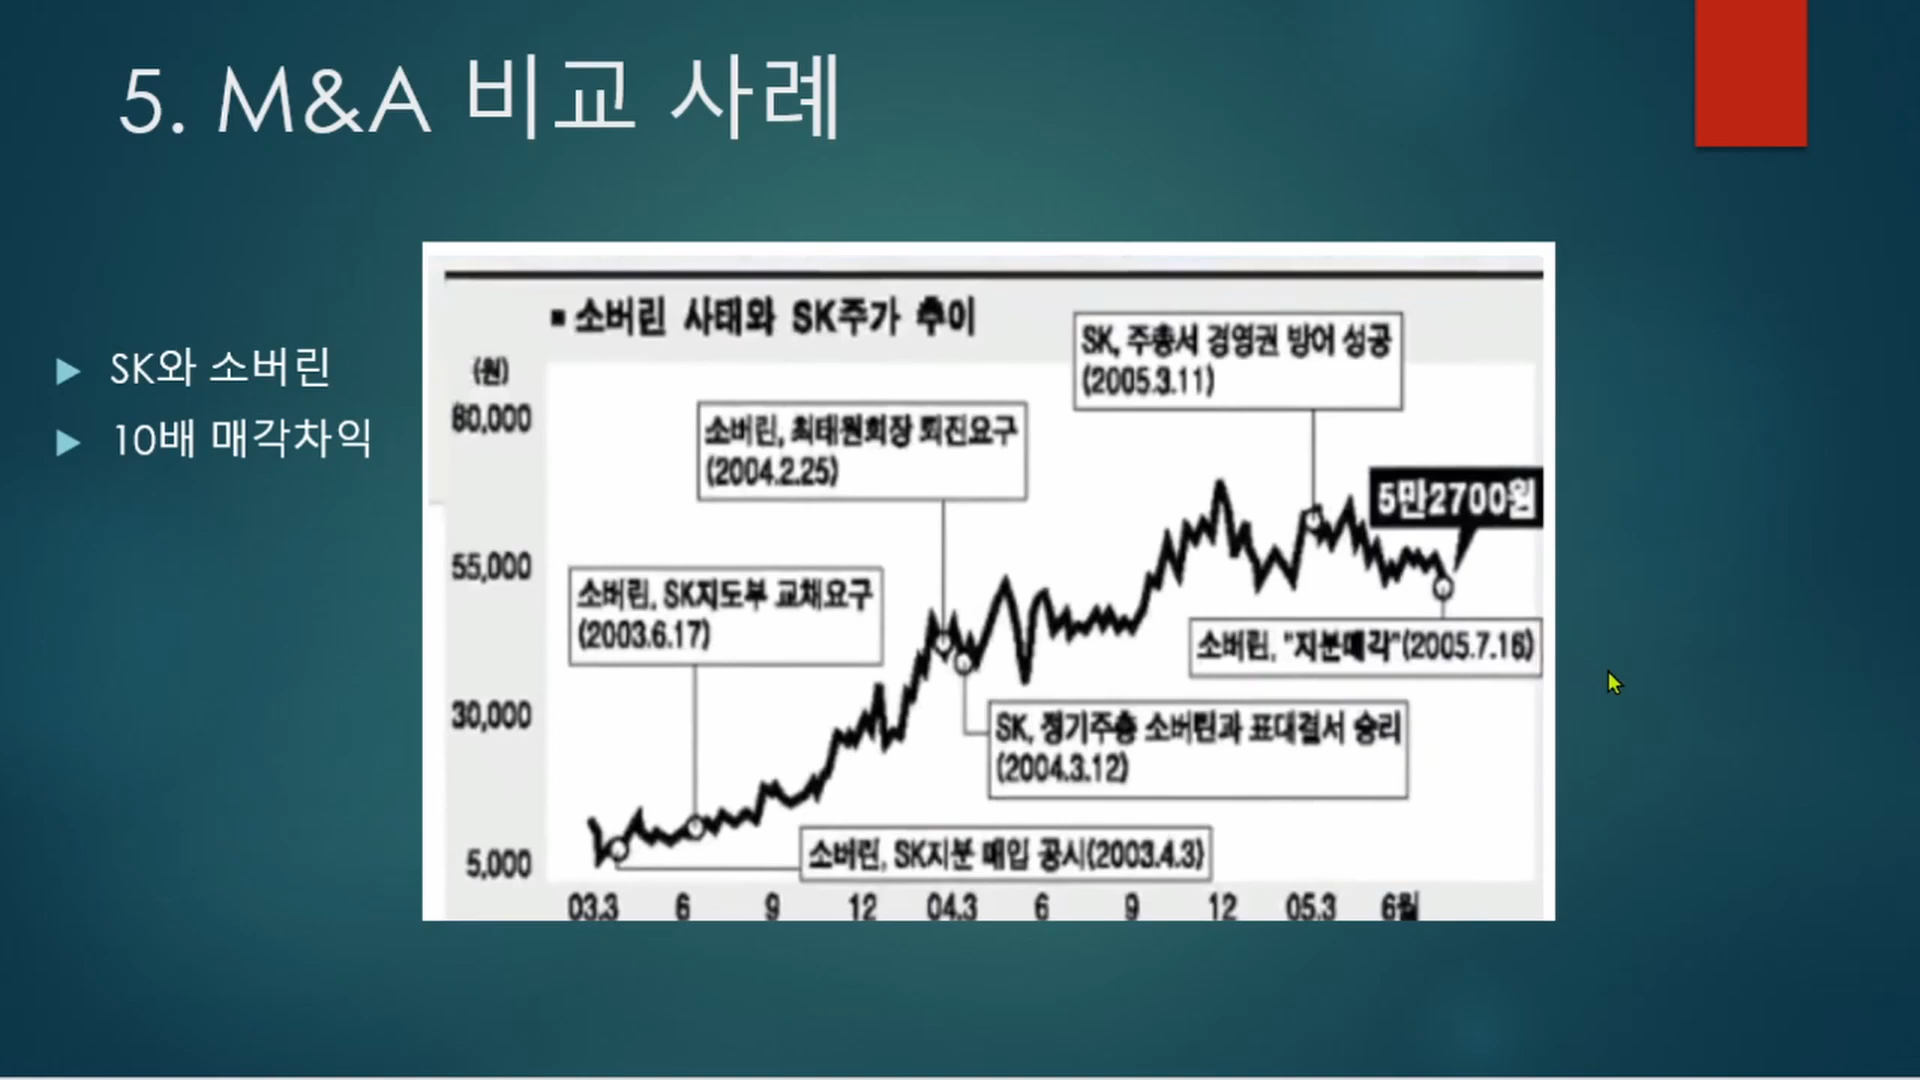 5. M&A 비교 사례
▶ SK와 소버린
▶ 10배 매각차익
■ 소버린 사태와 SK주가 추이
(원)
80,000
55,000
30,000
5,000
SK, 주총서 경영권 방어 성공
(2005.3.11)
소버린, 최태원회장 퇴진요구
(2004.2.25)
5만2700원
소버린, SK지도부 교체요구
(2003.6.17)
소버린, "지분매각"(2005.7.16)
SK, 정기주총 소버린과 표대결서 승리
(2004.3.12)
소버린, SK지분 매입 공시(2003.4.3)
03.3 6 9 12 04.3 6 9 12 05.3 6월